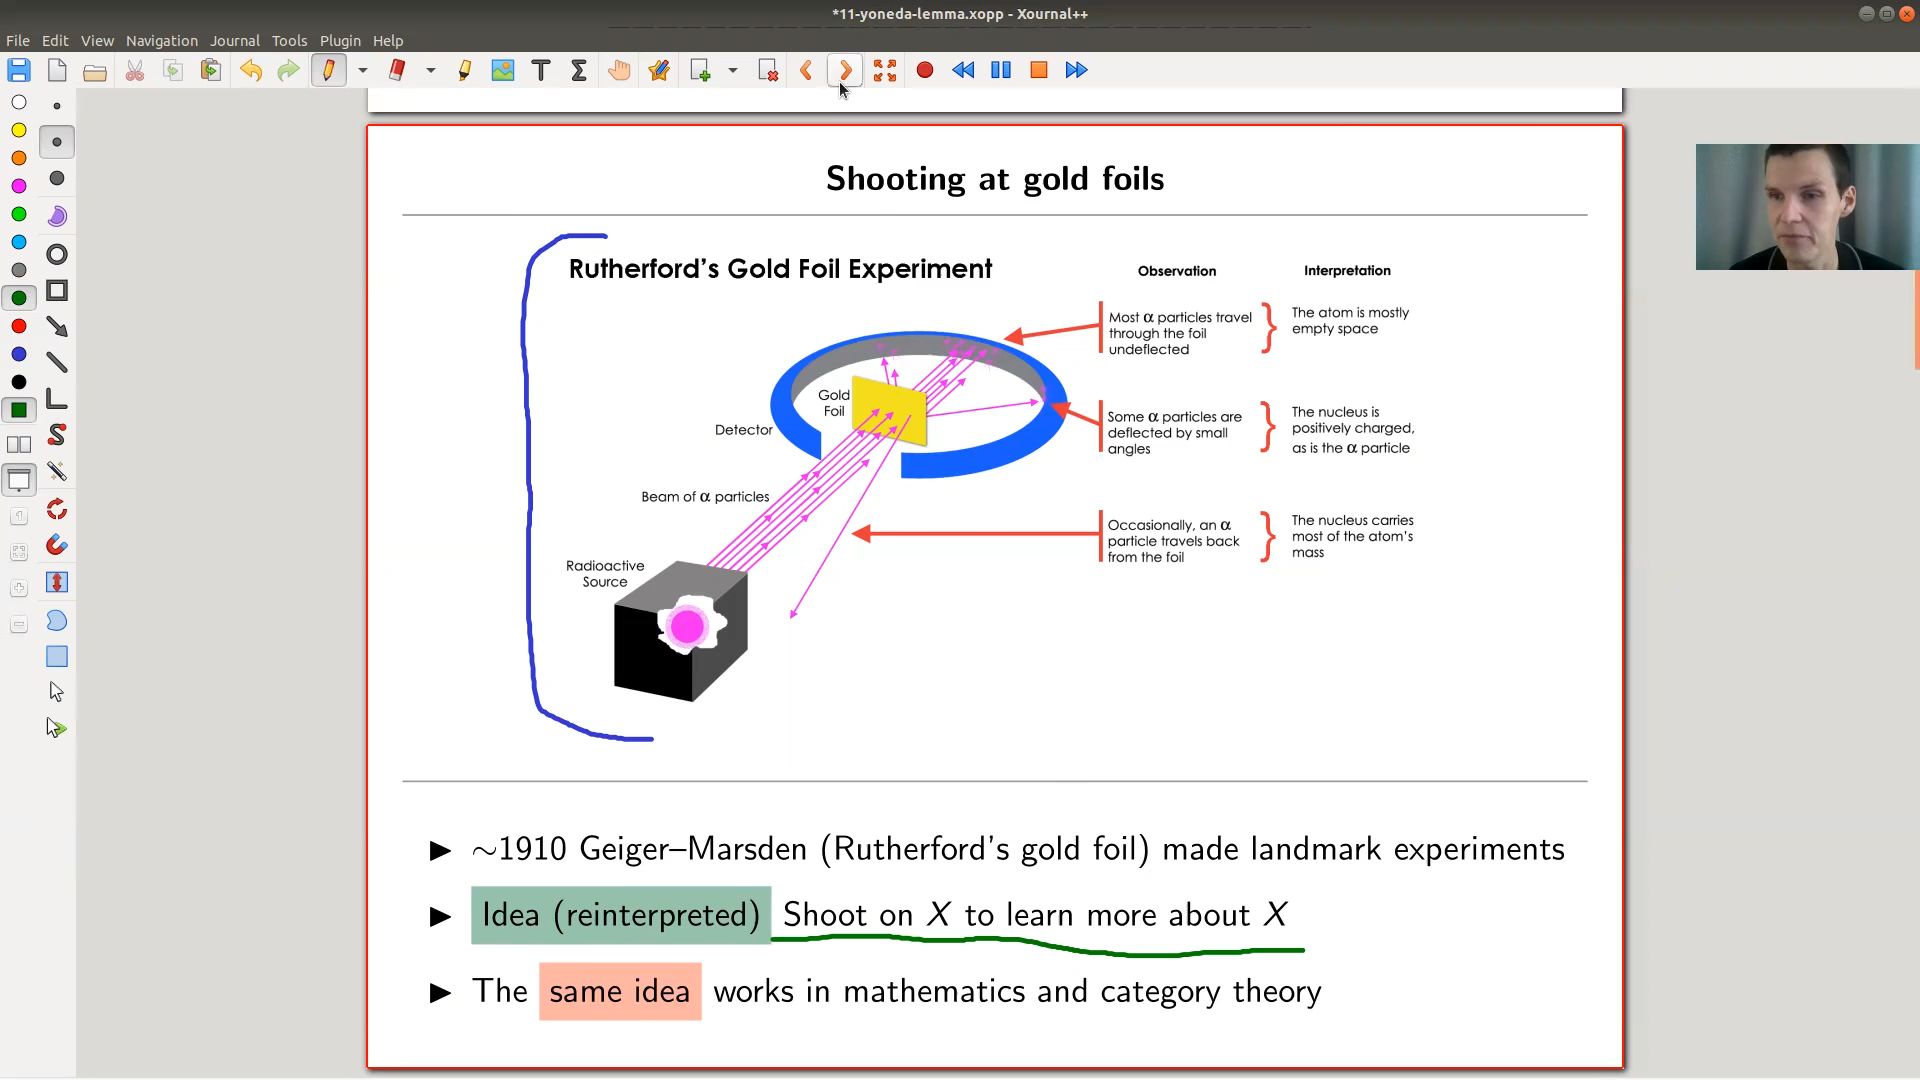 *11-yoneda-lemma.xopp - Xournal++
File Edit View Navigation Journal Tools Plugin Help
Shooting at gold foils
Rutherford's Gold Foil Experiment
Observation
Interpretation
Most α particles travel
through the foil
undeflected
The atom is mostly
empty space
Gold
Foil
Detector
Some α particles are
deflected by small
angles
The nucleus is
positively charged,
as is the α particle
Beam of α particles
Occasionally, an α
particle travels back
from the foil
The nucleus carries
most of the atom's
mass
Radioactive
Source
▶ ~1910 Geiger–Marsden (Rutherford's gold foil) made landmark experiments
▶ Idea (reinterpreted) Shoot on X to learn more about X
▶ The same idea works in mathematics and category theory